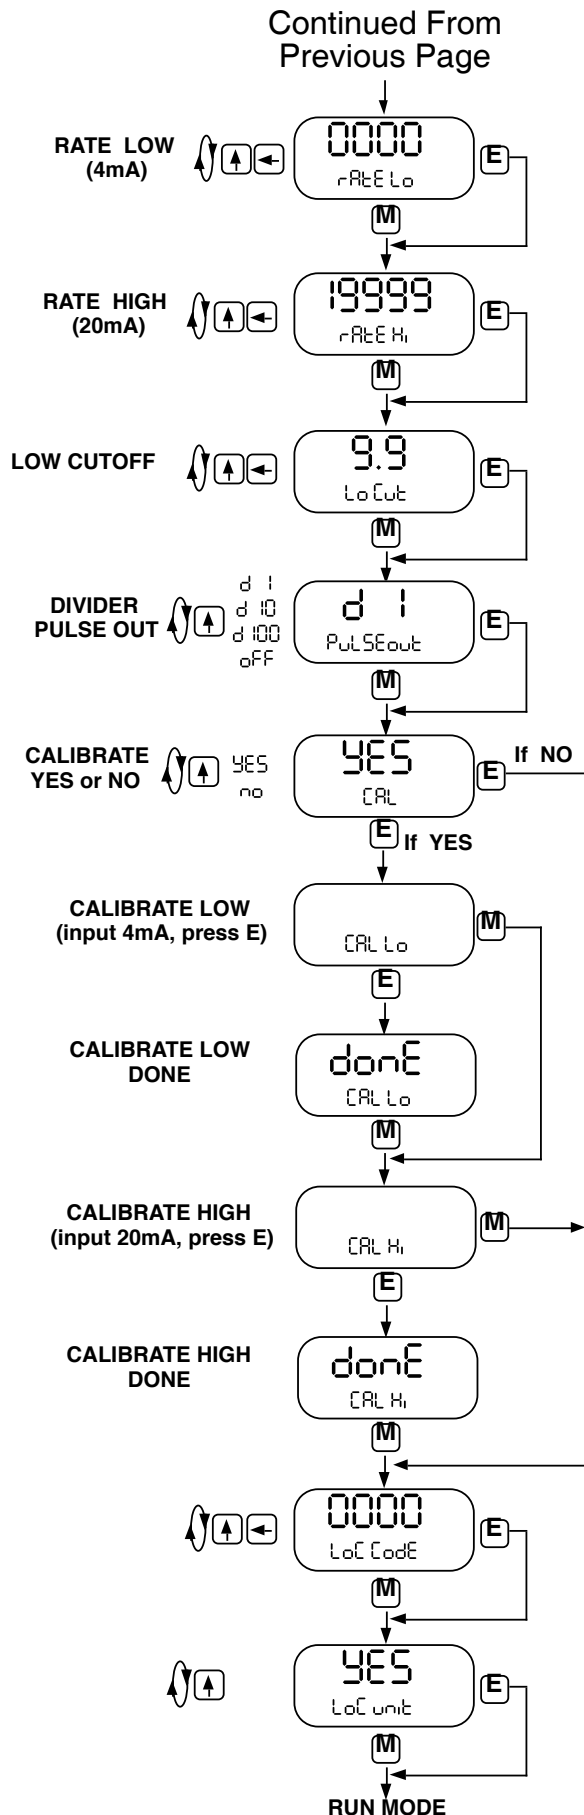 Continued From
Previous Page
RATE LOW
(4mA)
0000
rAtE Lo
E
M
RATE HIGH
(20mA)
19999
rAtE Hi
E
M
LOW CUTOFF
9.9
Lo Cut
E
M
DIVIDER
PULSE OUT
d 1
d 10
d 100
oFF
d 1
PuLSEout
E
M
CALIBRATE
YES or NO
YES
no
YES
CAL
E
If NO
E
If YES
CALIBRATE LOW
(input 4mA, press E)
CAL Lo
M
E
CALIBRATE LOW
DONE
donE
CAL Lo
M
CALIBRATE HIGH
(input 20mA, press E)
CAL Hi
M
E
CALIBRATE HIGH
DONE
donE
CAL Hi
M
0000
LoC CodE
E
M
YES
LoC unit
E
M
RUN MODE